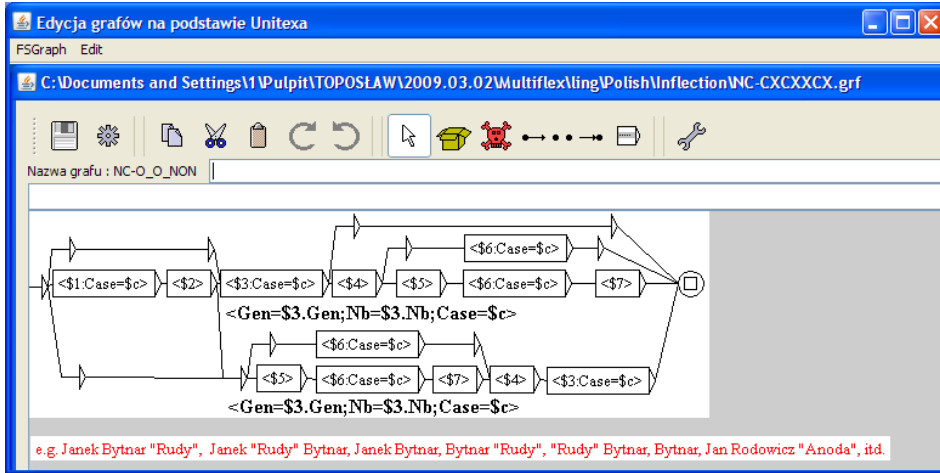 Edycja grafów na podstawie Unitexa
FSGraph Edit
C:\Documents and Settings\1\Pulpit\TOPOSŁAW\2009.03.02\Multiflex\ling\Polish\Inflection\NC-CXCXXCX.grf
Nazwa grafu : NC-O_O_NON
<$6:Case=$c>
<$1:Case=$c> <$2> <$3:Case=$c> <$4> <$5> <$6:Case=$c> <$7>
<Gen=$3.Gen;Nb=$3.Nb;Case=$c>
<$6:Case=$c>
<$5> <$6:Case=$c> <$7> <$4> <$3:Case=$c>
<Gen=$3.Gen;Nb=$3.Nb;Case=$c>
e.g. Janek Bytnar "Rudy", Janek "Rudy" Bytnar, Janek Bytnar, Bytnar "Rudy", "Rudy" Bytnar, Bytnar, Jan Rodowicz "Anoda", itd.